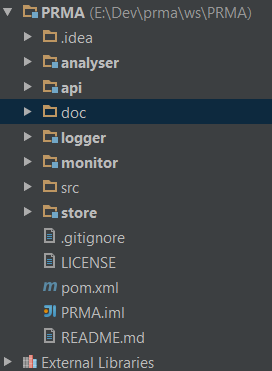 PRMA (E:\Dev\prma\ws\PRMA)
.idea
analyser
api
doc
logger
monitor
src
store
.gitignore
LICENSE
pom.xml
PRMA.iml
README.md
External Libraries